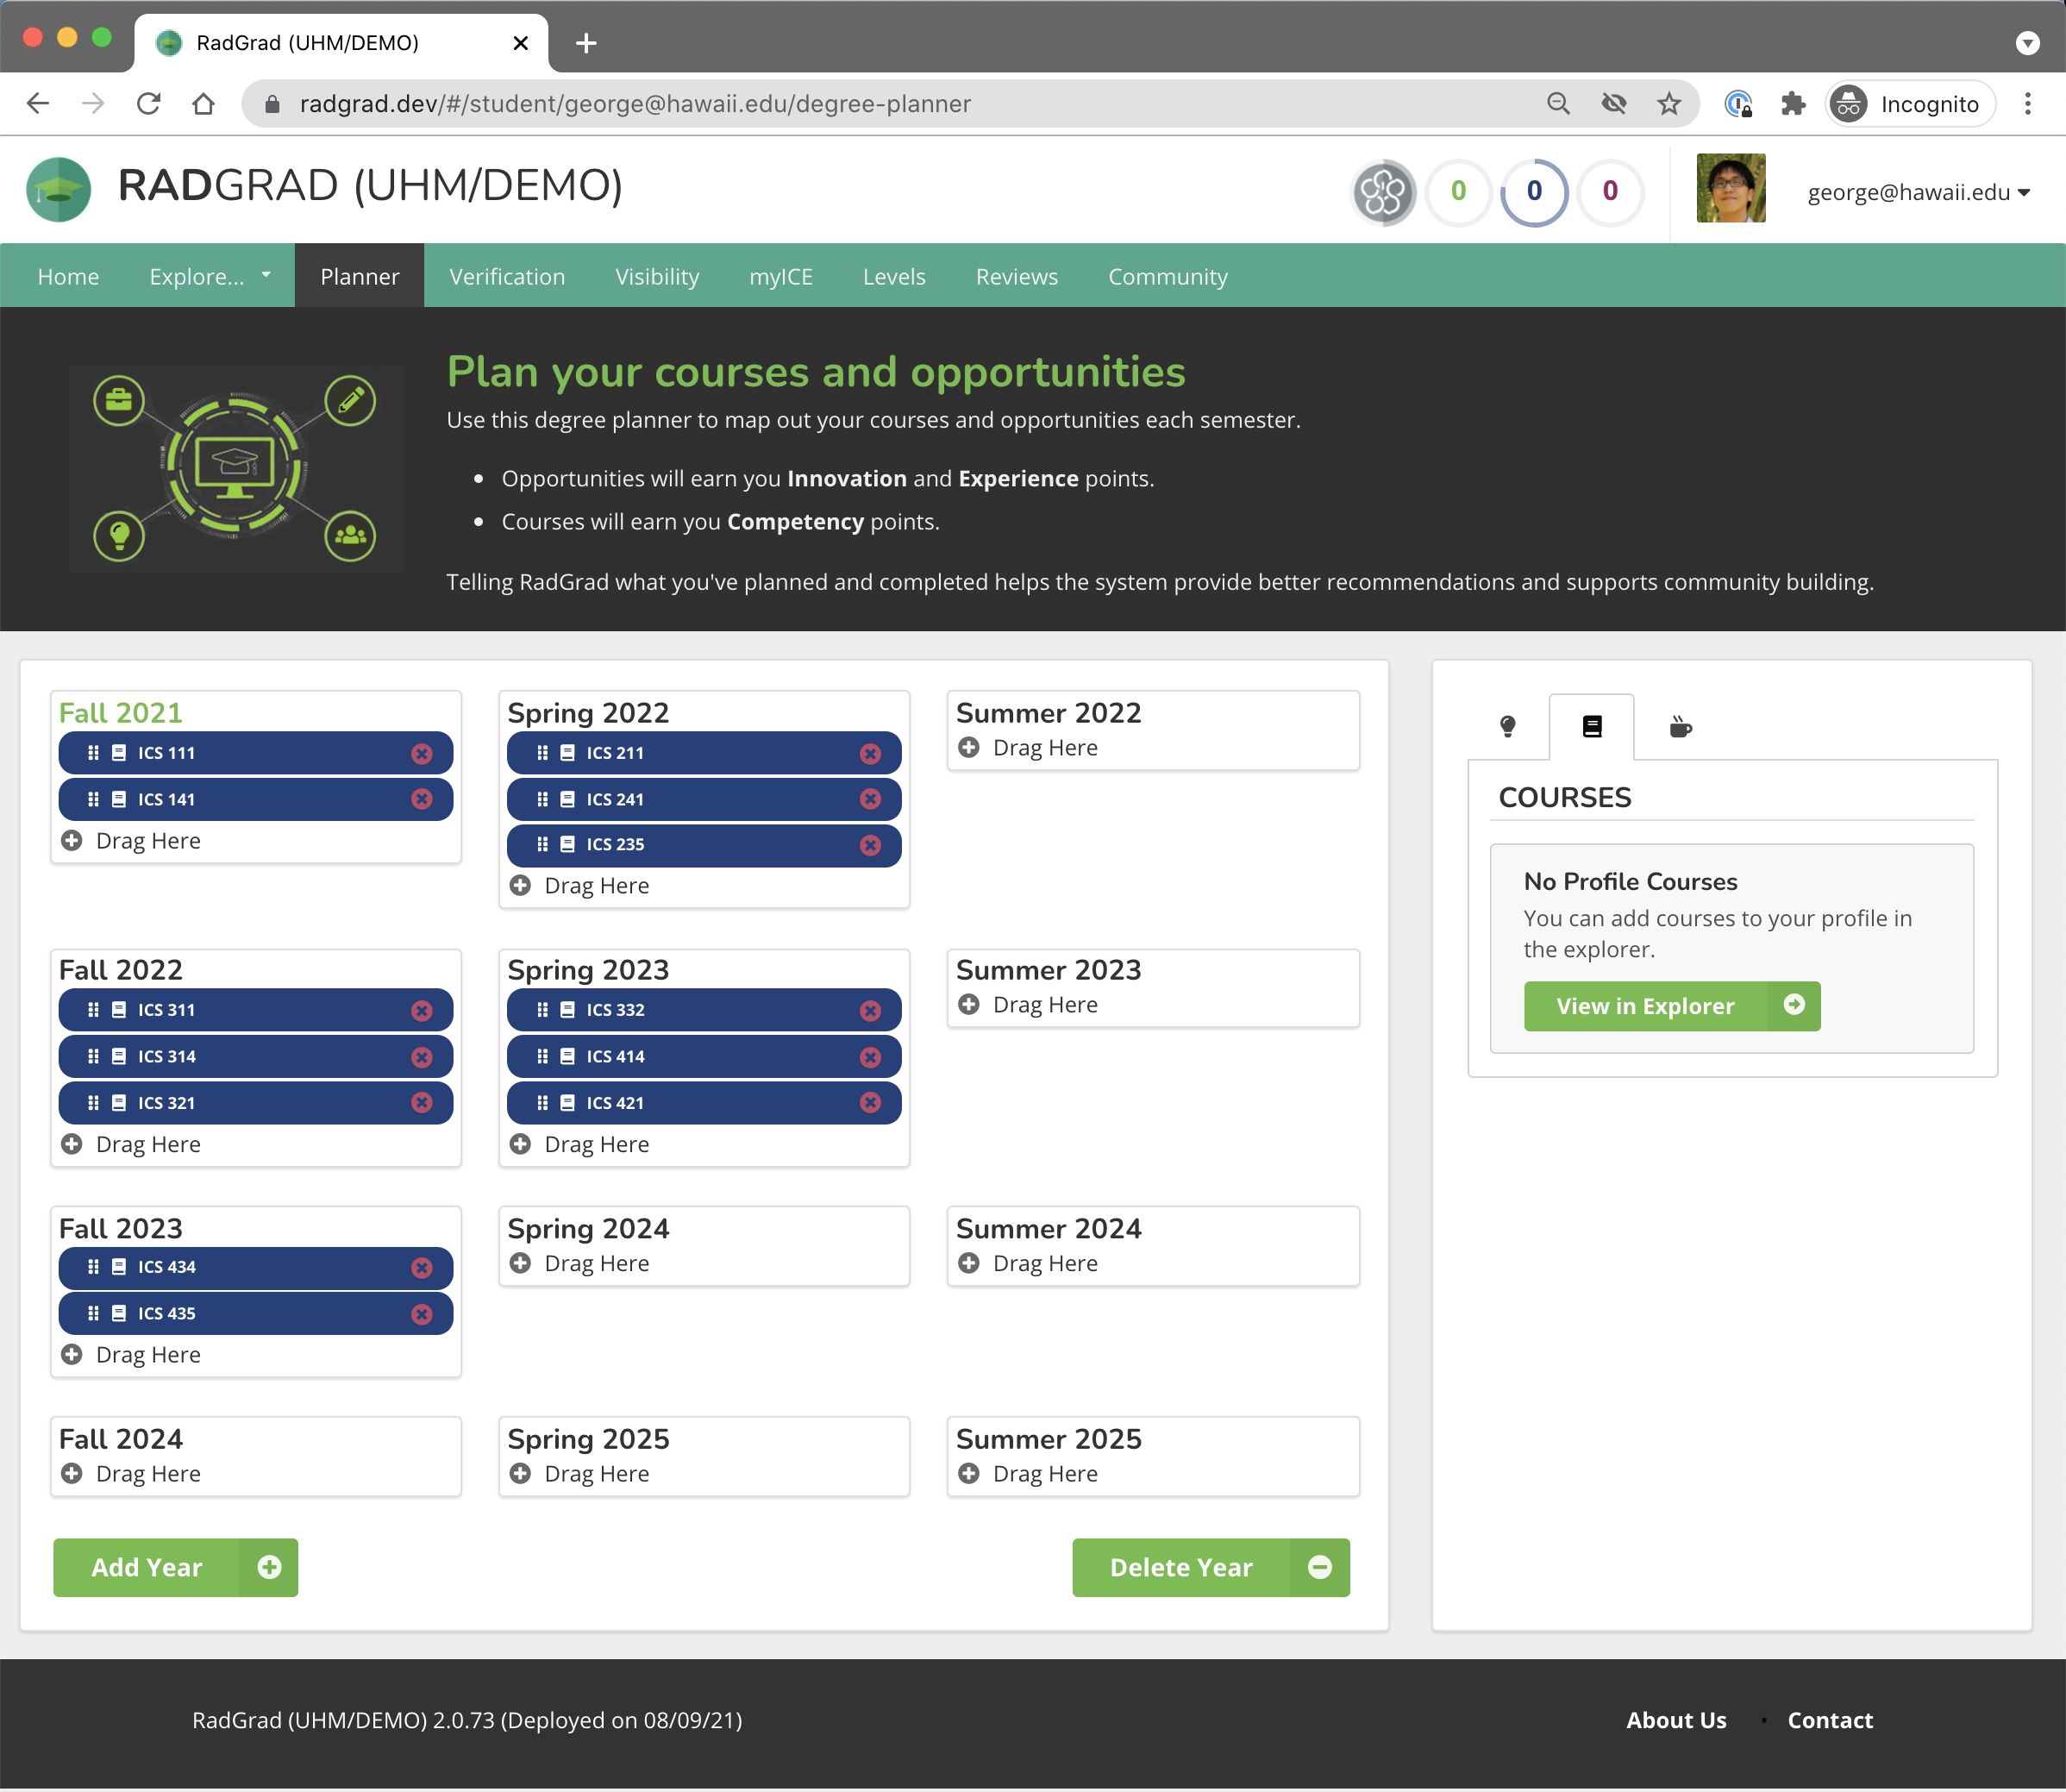 RadGrad (UHM/DEMO)
radgrad.dev/#/student/george@hawaii.edu/degree-planner
Incognito
RADGRAD (UHM/DEMO)
0
0
0
george@hawaii.edu
Home
Explore...
Planner
Verification
Visibility
myICE
Levels
Reviews
Community
Plan your courses and opportunities
Use this degree planner to map out your courses and opportunities each semester.
Opportunities will earn you Innovation and Experience points.
Courses will earn you Competency points.
Telling RadGrad what you've planned and completed helps the system provide better recommendations and supports community building.
Fall 2021
ICS 111
ICS 141
Drag Here
Spring 2022
ICS 211
ICS 241
ICS 235
Drag Here
Summer 2022
Drag Here
Fall 2022
ICS 311
ICS 314
ICS 321
Drag Here
Spring 2023
ICS 332
ICS 414
ICS 421
Drag Here
Summer 2023
Drag Here
Fall 2023
ICS 434
ICS 435
Drag Here
Spring 2024
Drag Here
Summer 2024
Drag Here
Fall 2024
Drag Here
Spring 2025
Drag Here
Summer 2025
Drag Here
Add Year
Delete Year
COURSES
No Profile Courses
You can add courses to your profile in
the explorer.
View in Explorer
RadGrad (UHM/DEMO) 2.0.73 (Deployed on 08/09/21)
About Us
Contact